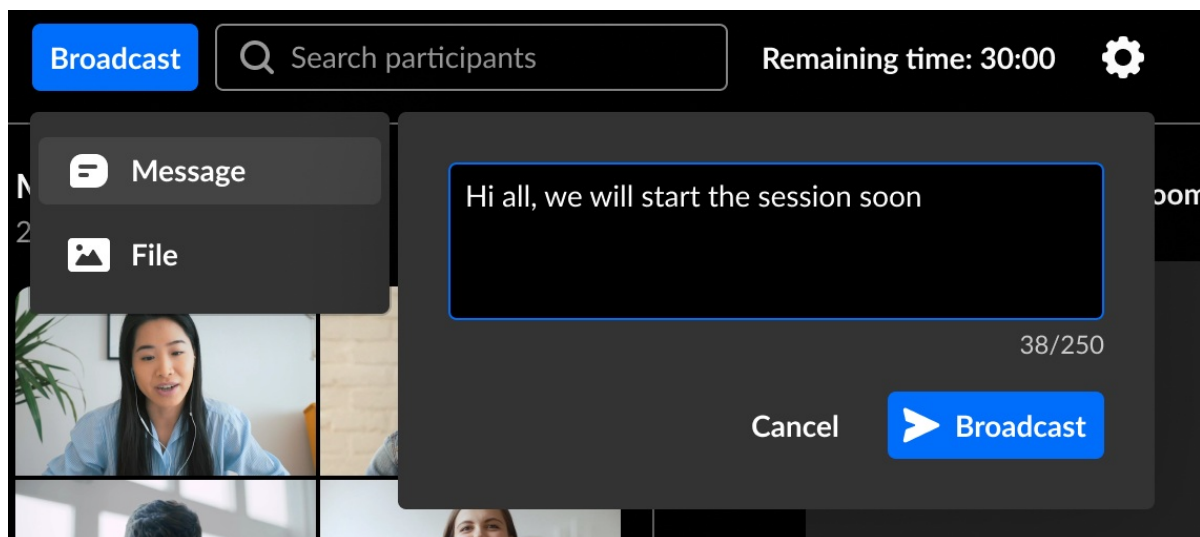 Broadcast
Search participants
Remaining time: 30:00
Message
File
Hi all, we will start the session soon
38/250
Cancel
Broadcast